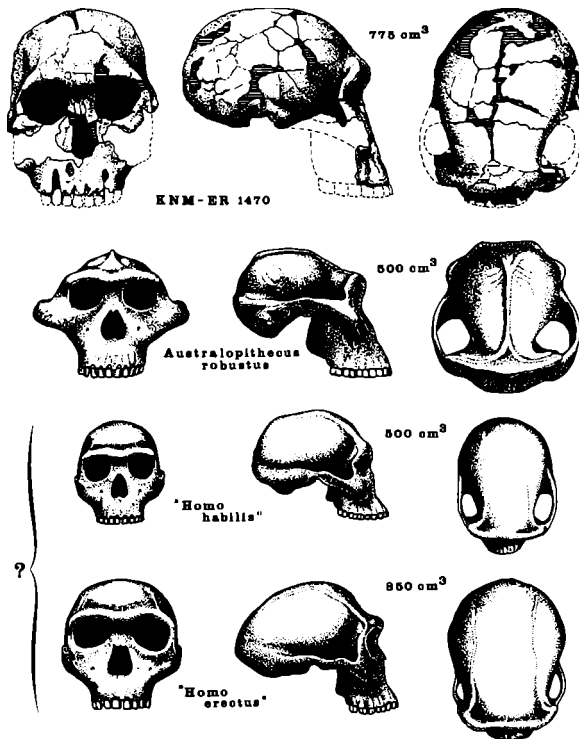 775 cm³
KNM-ER 1470
500 cm³
Australopithecus
robustus
500 cm³
"Homo
habilis"
?
850 cm³
"Homo
erectus"